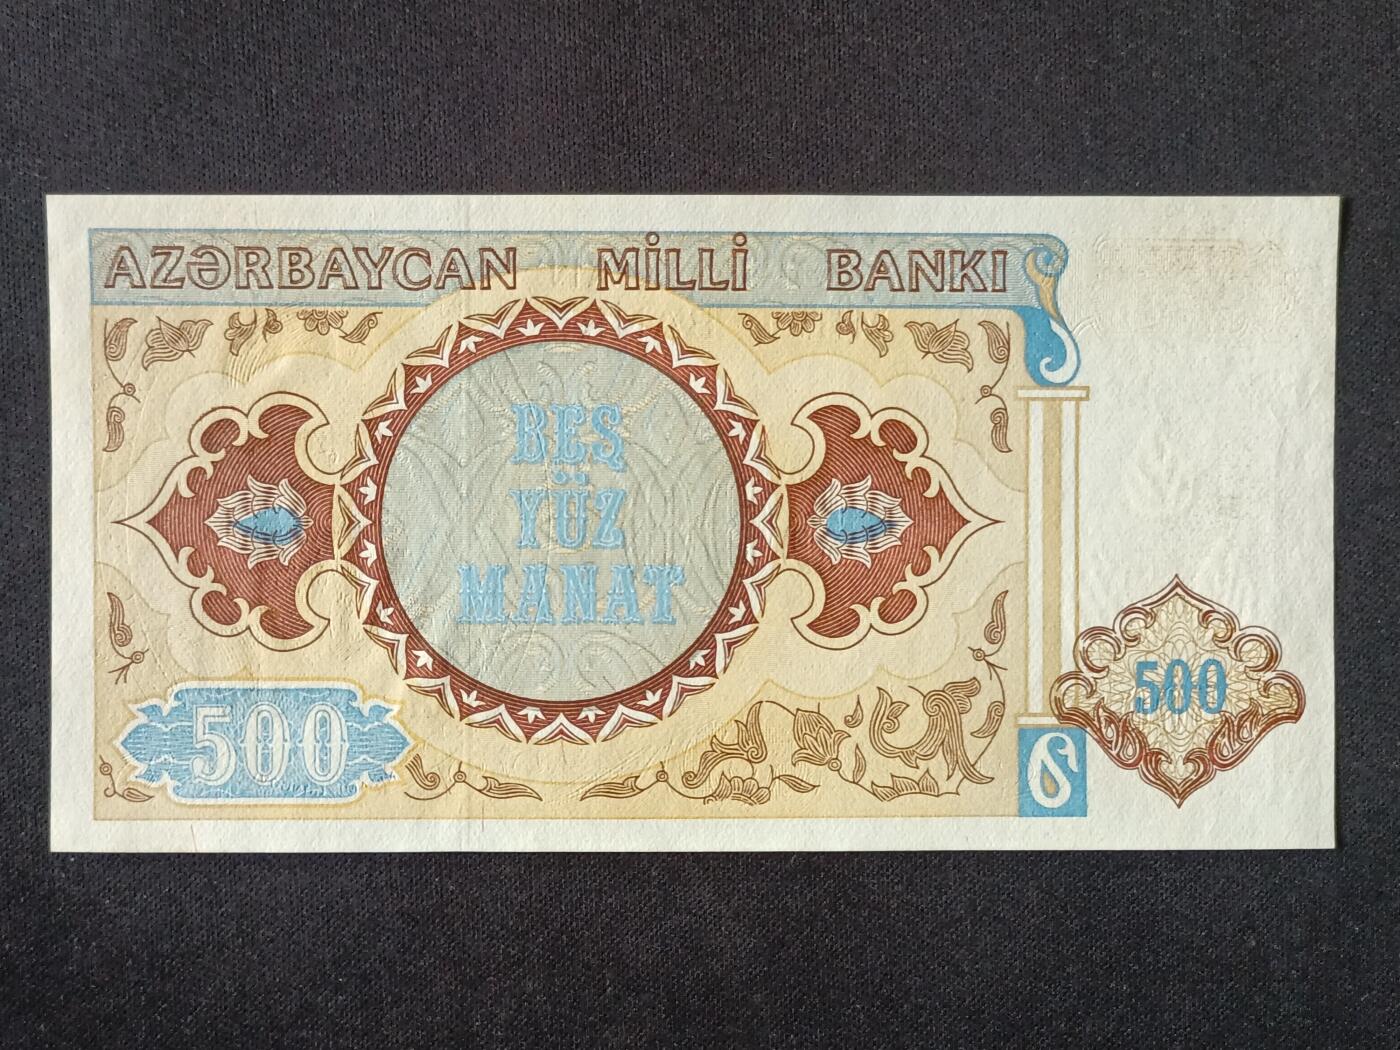 AZƏRBAYCAN MİLLİ BANKI
BEŞ
YÜZ
MANAT
500
500